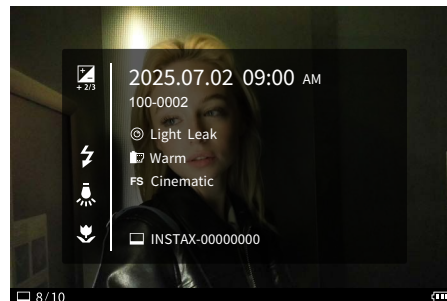 + 2/3
2025.07.02 09:00 AM
100-0002
Light Leak
Warm
FS Cinematic
INSTAX-00000000
8/10